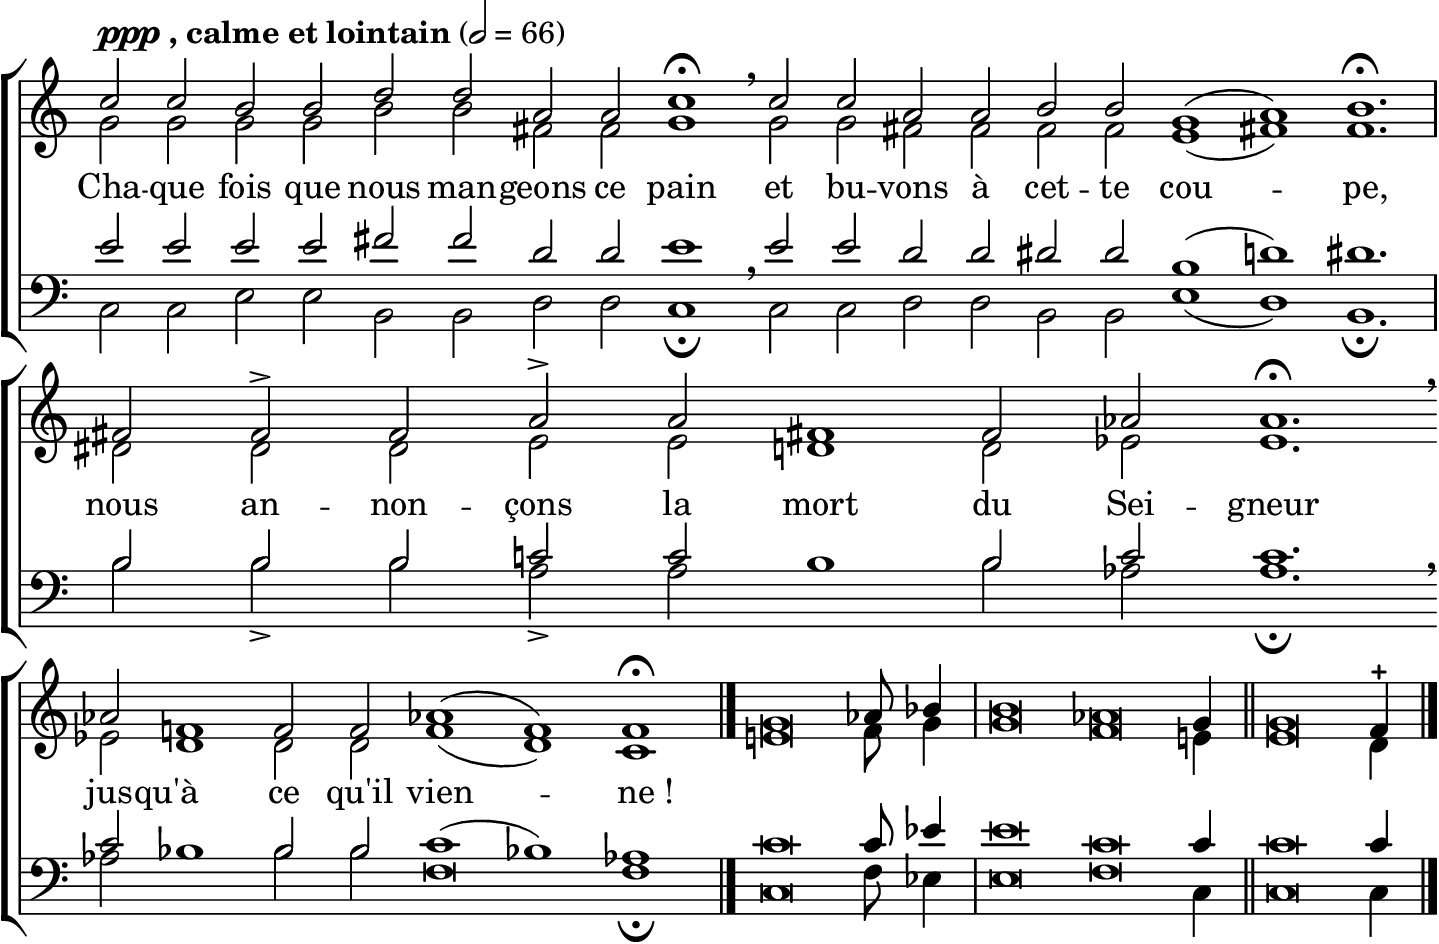 ppp , calme et lointain (𝅗𝅥 = 66)
Cha -- que fois que nous man -- geons ce pain et bu -- vons à cet -- te cou -- pe,
nous an -- non -- çons la mort du Sei -- gneur
jusqu'à ce qu'il vien -- ne !